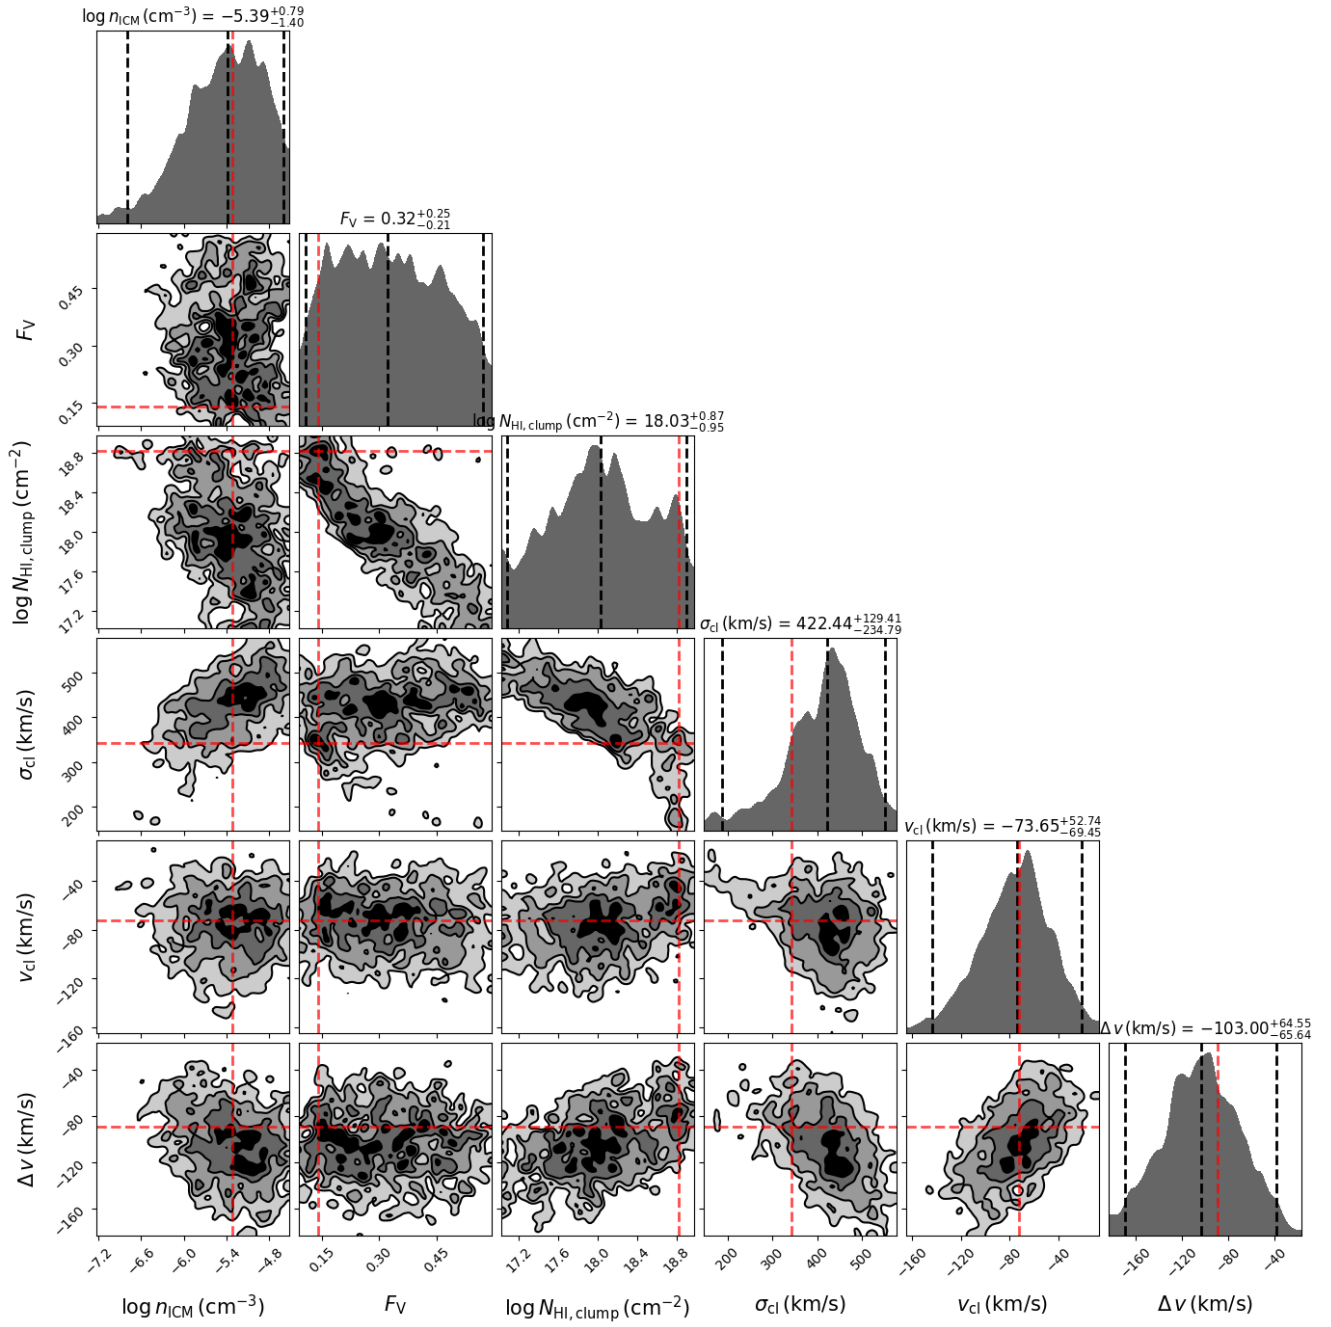 log n_ICM (cm⁻³) = −5.39 +0.79 −1.40
F_V = 0.32 +0.25 −0.21
F_V
0.45
0.30
0.15
log N_HI,clump (cm⁻²) = 18.03 +0.87 −0.95
log N_HI,clump (cm⁻²)
18.8
18.4
18.0
17.6
17.2
σ_cl (km/s) = 422.44 +129.41 −234.79
σ_cl (km/s)
500
400
300
200
v_cl (km/s) = −73.65 +52.74 −69.45
v_cl (km/s)
−40
−80
−120
−160
Δ v (km/s) = −103.00 +64.55 −65.64
Δ v (km/s)
−40
−80
−120
−160
−7.2 −6.6 −6.0 −5.4 −4.8 0.15 0.30 0.45 17.2 17.6 18.0 18.4 18.8 200 300 400 500 −160 −120 −80 −40 −160 −120 −80 −40
log n_ICM (cm⁻³) F_V log N_HI,clump (cm⁻²) σ_cl (km/s) v_cl (km/s) Δ v (km/s)